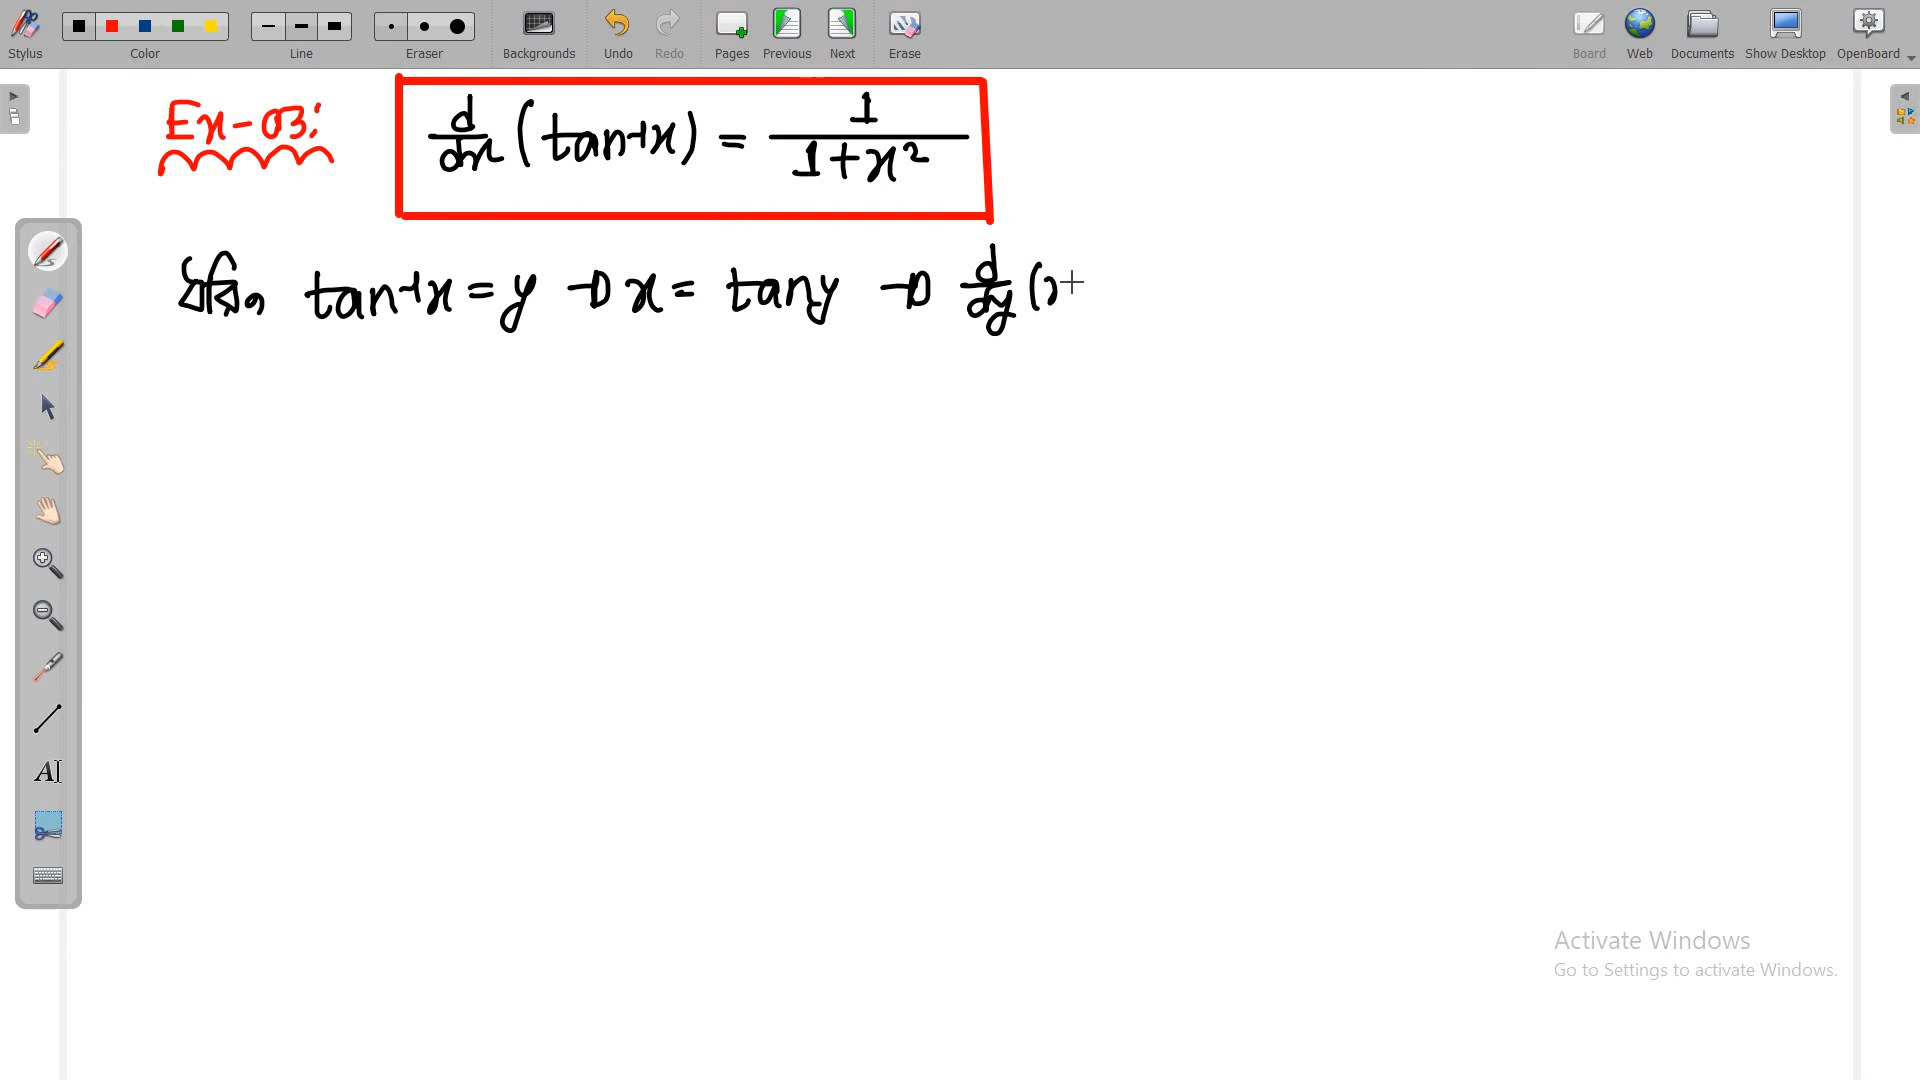 Stylus Color Line Eraser Backgrounds Undo Redo Pages Previous Next Erase Board Web Documents Show Desktop OpenBoard
Ex-03:
d/dx (tan⁻¹x) = 1/(1+x²)
ধরি, tan⁻¹x = y → x = tany → d/dy (x
Activate Windows
Go to Settings to activate Windows.